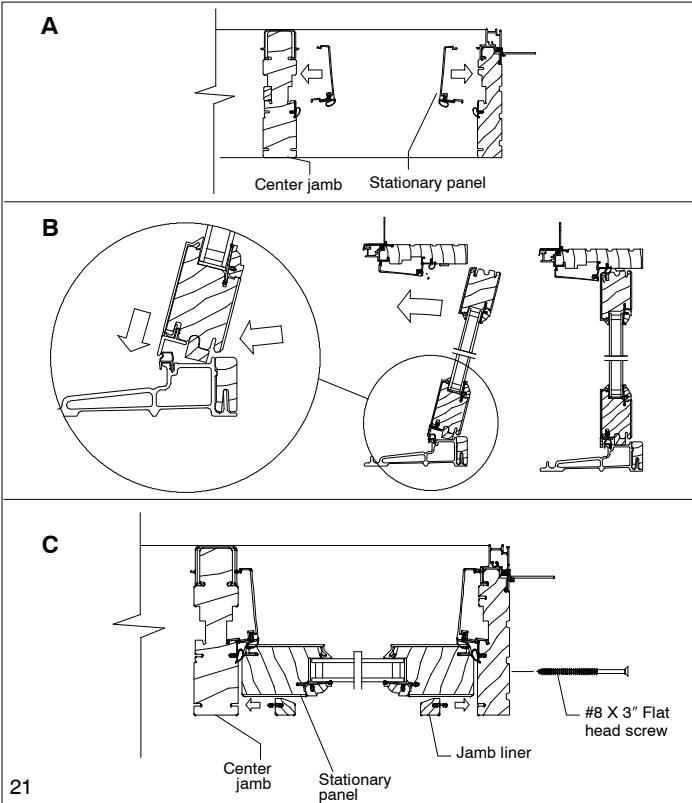 A
Center jamb
Stationary panel
B
C
#8 X 3″ Flat
head screw
Jamb liner
Center
jamb
Stationary
panel
21